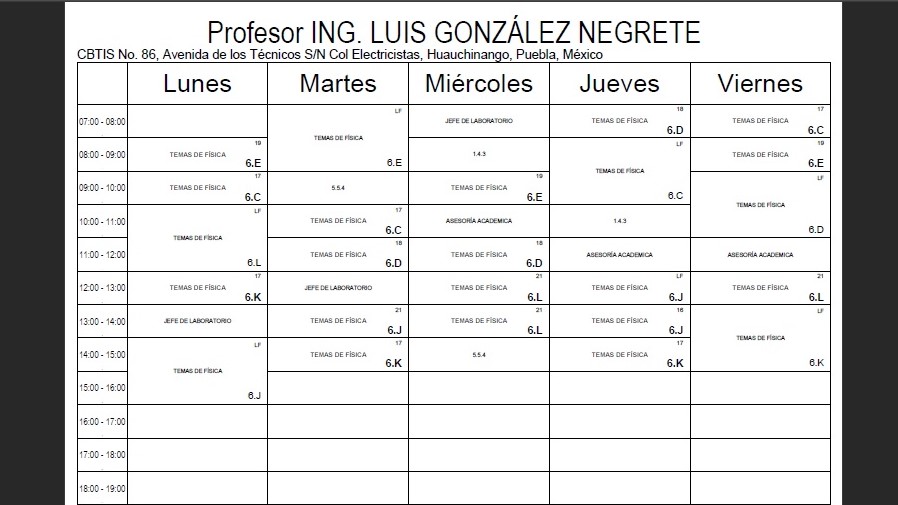 Profesor ING. LUIS GONZÁLEZ NEGRETE
CBTIS No. 86, Avenida de los Técnicos S/N Col Electricistas, Huauchinango, Puebla, México
Lunes Martes Miércoles Jueves Viernes
07:00 - 08:00
LF
TEMAS DE FÍSICA
6.E
JEFE DE LABORATORIO
18
TEMAS DE FÍSICA
6.D
17
TEMAS DE FÍSICA
6.C
08:00 - 09:00
19
TEMAS DE FÍSICA
6.E
1.4.3
LF
TEMAS DE FÍSICA
6.C
19
TEMAS DE FÍSICA
6.E
09:00 - 10:00
17
TEMAS DE FÍSICA
6.C
5.5.4
19
TEMAS DE FÍSICA
6.E
LF
TEMAS DE FÍSICA
6.D
10:00 - 11:00
LF
TEMAS DE FÍSICA
6.L
17
TEMAS DE FÍSICA
6.C
ASESORÍA ACADEMICA
1.4.3
11:00 - 12:00
18
TEMAS DE FÍSICA
6.D
18
TEMAS DE FÍSICA
6.D
ASESORÍA ACADEMICA
ASESORÍA ACADEMICA
12:00 - 13:00
17
TEMAS DE FÍSICA
6.K
JEFE DE LABORATORIO
21
TEMAS DE FÍSICA
6.L
LF
TEMAS DE FÍSICA
6.J
21
TEMAS DE FÍSICA
6.L
13:00 - 14:00
JEFE DE LABORATORIO
21
TEMAS DE FÍSICA
6.J
21
TEMAS DE FÍSICA
6.L
16
TEMAS DE FÍSICA
6.J
LF
TEMAS DE FÍSICA
6.K
14:00 - 15:00
LF
TEMAS DE FÍSICA
6.J
17
TEMAS DE FÍSICA
6.K
5.5.4
17
TEMAS DE FÍSICA
6.K
15:00 - 16:00
16:00 - 17:00
17:00 - 18:00
18:00 - 19:00